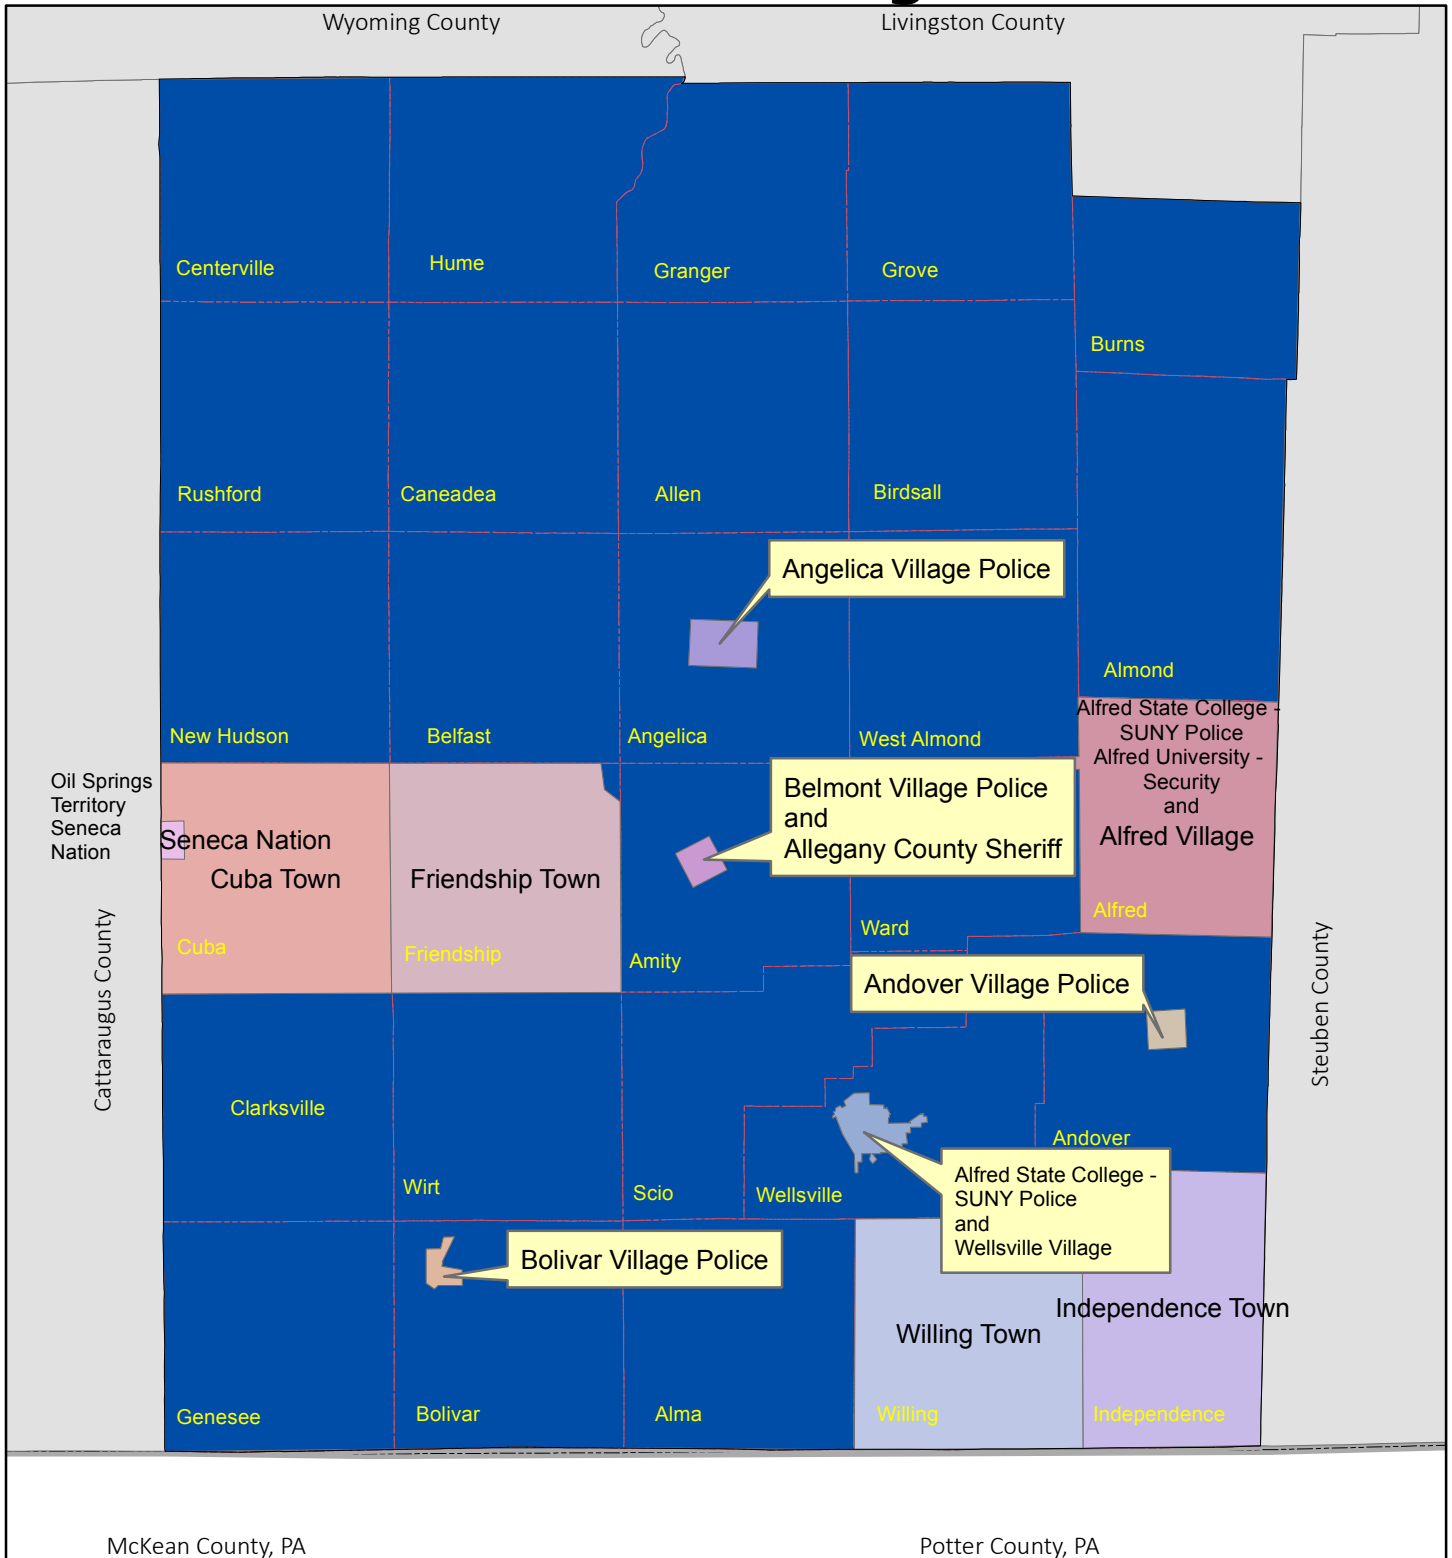 Wyoming County
Livingston County
Centerville
Hume
Granger
Grove
Burns
Rushford
Caneadea
Allen
Birdsall
Angelica Village Police
Almond
New Hudson
Belfast
Angelica
West Almond
Alfred State College -
SUNY Police
Alfred University -
Security
and
Alfred Village
Alfred
Oil Springs
Territory
Seneca
Nation
Seneca Nation
Cuba Town
Cuba
Friendship Town
Friendship
Belmont Village Police
and
Allegany County Sheriff
Amity
Ward
Cattaraugus County
Steuben County
Andover Village Police
Clarksville
Wirt
Scio
Wellsville
Andover
Alfred State College -
SUNY Police
and
Wellsville Village
Bolivar Village Police
Independence Town
Willing Town
Genesee
Bolivar
Alma
Willing
Independence
McKean County, PA
Potter County, PA